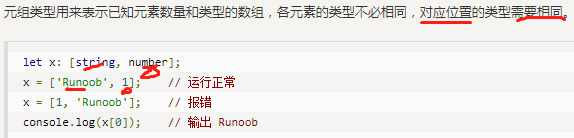 元组类型用来表示已知元素数量和类型的数组，各元素的类型不必相同，对应位置的类型需要相同。
let x: [string, number];
x = ['Runoob', 1];    // 运行正常
x = [1, 'Runoob'];    // 报错
console.log(x[0]);    // 输出 Runoob